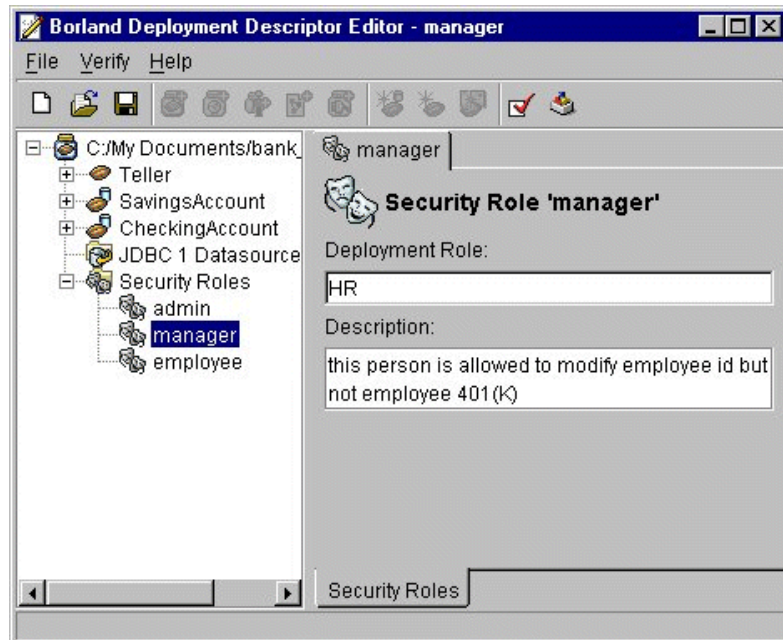 Borland Deployment Descriptor Editor - manager
File Verify Help
C:/My Documents/bank_
Teller
SavingsAccount
CheckingAccount
JDBC 1 Datasource
Security Roles
admin
manager
employee
manager
Security Role 'manager'
Deployment Role:
HR
Description:
this person is allowed to modify employee id but
not employee 401(K)
Security Roles